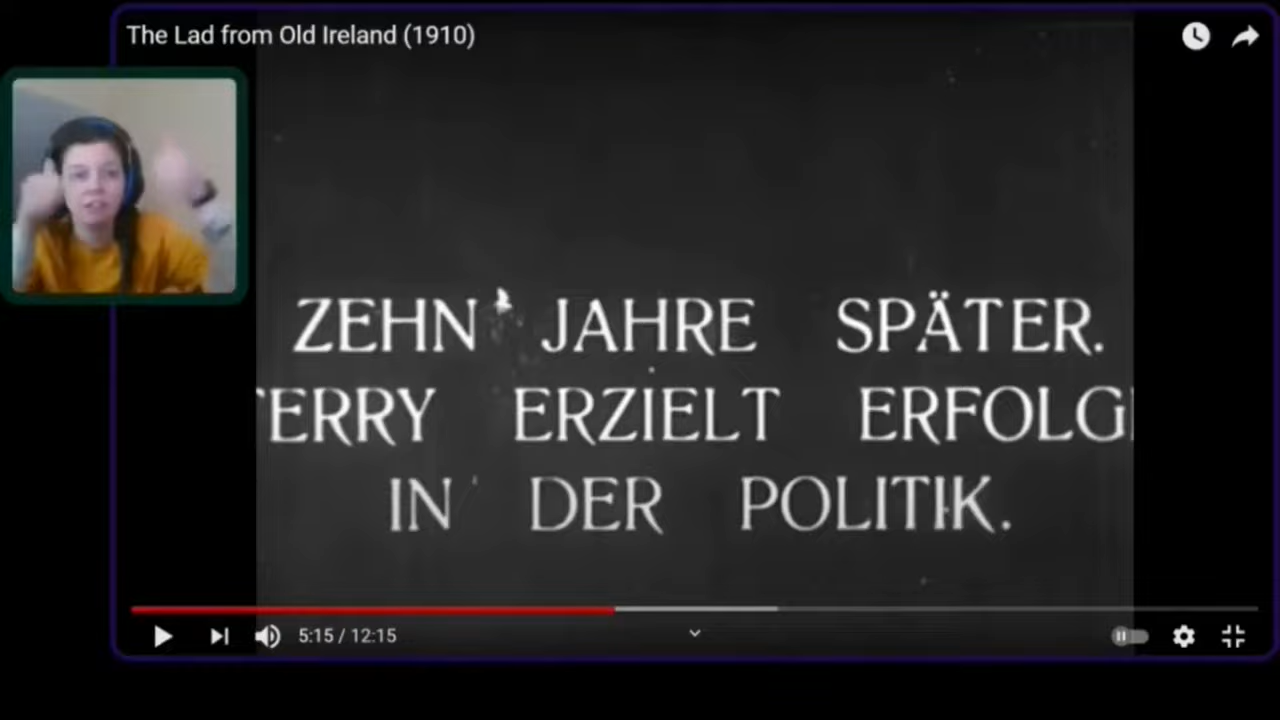 The Lad from Old Ireland (1910)
ZEHN JAHRE SPÄTER.
TERRY ERZIELT ERFOLG
IN DER POLITIK.
5:15 / 12:15